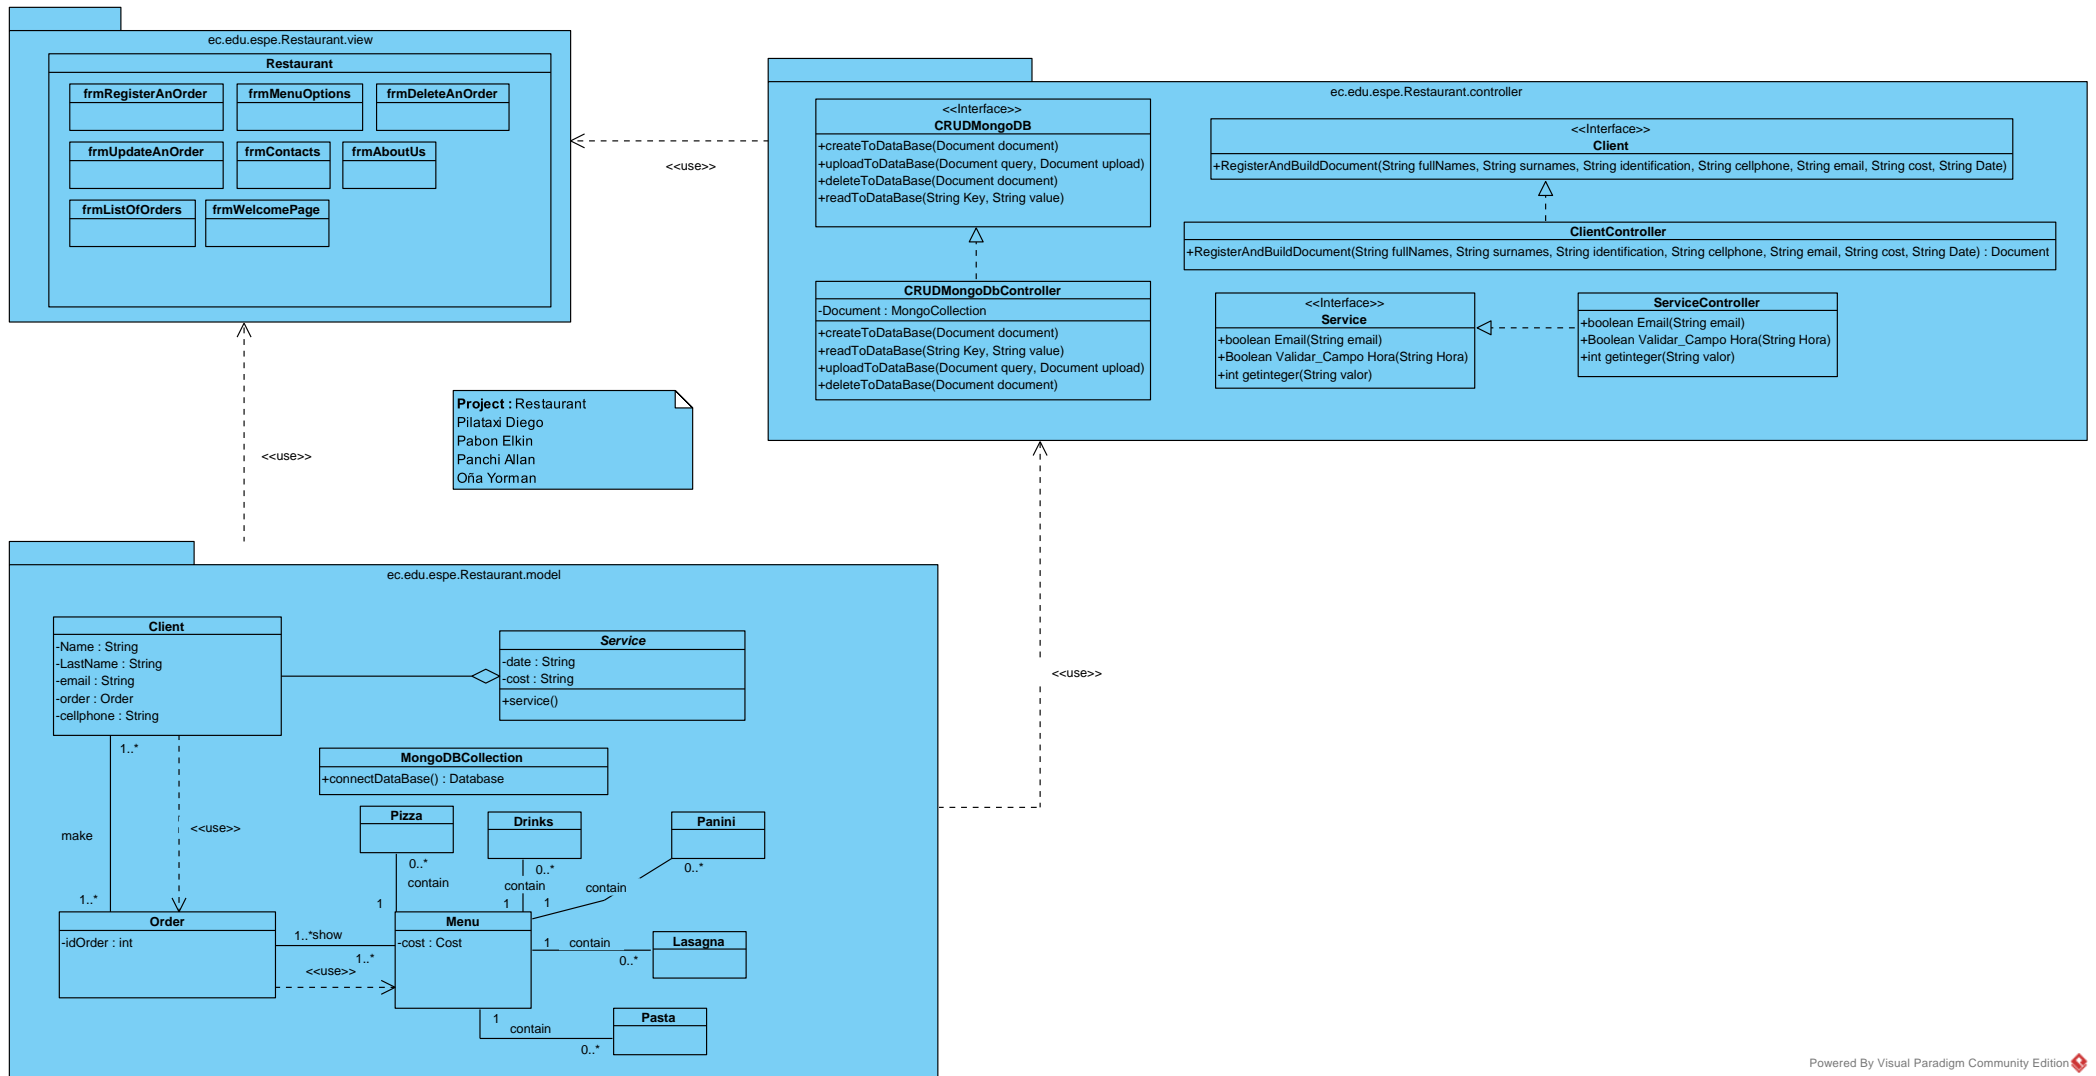 ec.edu.espe.Restaurant.view
Restaurant
frmRegisterAnOrder
frmMenuOptions
frmDeleteAnOrder
frmUpdateAnOrder
frmContacts
frmAboutUs
frmListOfOrders
frmWelcomePage
<<use>>
ec.edu.espe.Restaurant.controller
<<Interface>>
CRUDMongoDB
+createToDataBase(Document document)
+uploadToDataBase(Document query, Document upload)
+deleteToDataBase(Document document)
+readToDataBase(String Key, String value)
CRUDMongoDbController
-Document : MongoCollection
+createToDataBase(Document document)
+readToDataBase(String Key, String value)
+uploadToDataBase(Document query, Document upload)
+deleteToDataBase(Document document)
<<Interface>>
Client
+RegisterAndBuildDocument(String fullNames, String surnames, String identification, String cellphone, String email, String cost, String Date)
ClientController
+RegisterAndBuildDocument(String fullNames, String surnames, String identification, String cellphone, String email, String cost, String Date) : Document
<<Interface>>
Service
+boolean Email(String email)
+Boolean Validar_Campo Hora(String Hora)
+int getinteger(String valor)
ServiceController
+boolean Email(String email)
+Boolean Validar_Campo Hora(String Hora)
+int getinteger(String valor)
<<use>>
Project : Restaurant
Pilataxi Diego
Pabon Elkin
Panchi Allan
Oña Yorman
<<use>>
ec.edu.espe.Restaurant.model
Client
-Name : String
-LastName : String
-email : String
-order : Order
-cellphone : String
Service
-date : String
-cost : String
+service()
MongoDBCollection
+connectDataBase() : Database
1..*
make
<<use>>
1..*
Pizza
0..*
contain
1
Drinks
0..*
contain
1
Panini
0..*
contain
1
Order
-idOrder : int
1..*
show
1..*
<<use>>
Menu
-cost : Cost
1
contain
0..*
Lasagna
1
contain
0..*
Pasta
Powered By Visual Paradigm Community Edition